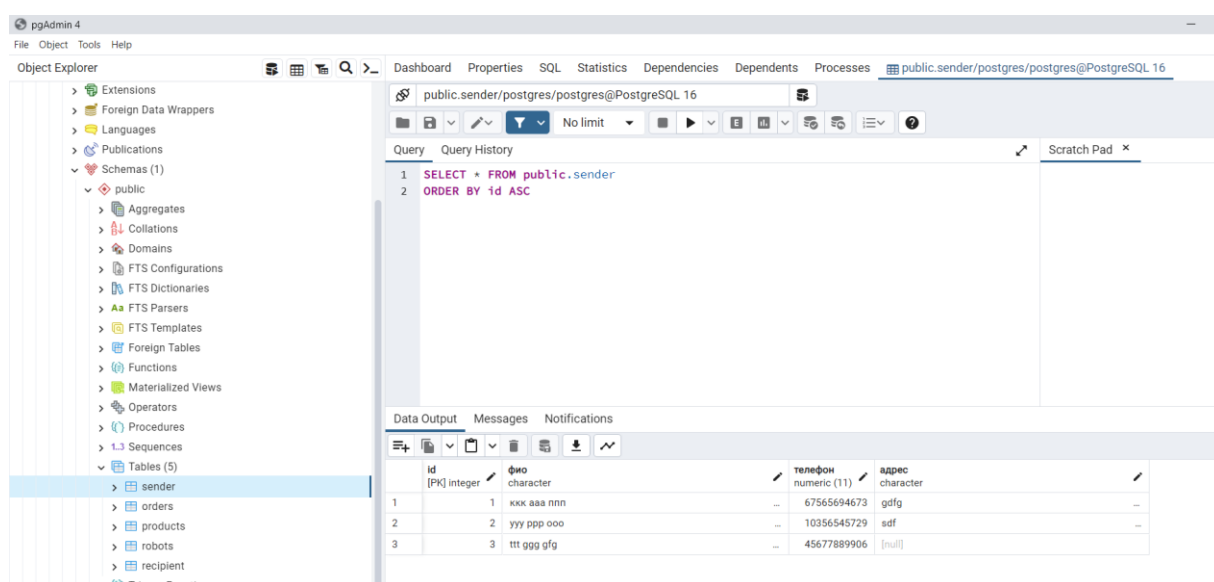 pgAdmin 4
File Object Tools Help
Object Explorer
Dashboard Properties SQL Statistics Dependencies Dependents Processes public.sender/postgres/postgres@PostgreSQL 16
Extensions
Foreign Data Wrappers
Languages
Publications
Schemas (1)
public
Aggregates
Collations
Domains
FTS Configurations
FTS Dictionaries
Aa FTS Parsers
FTS Templates
Foreign Tables
Functions
Materialized Views
Operators
Procedures
1..3 Sequences
Tables (5)
sender
orders
products
robots
recipient
public.sender/postgres/postgres@PostgreSQL 16
No limit
Query Query History
Scratch Pad
1 SELECT * FROM public.sender
2 ORDER BY id ASC
Data Output Messages Notifications
id фио телефон адрес
[PK] integer character numeric (11) character
1 1 ккк ааа ппп ... 67565694673 gdfg ...
2 2 yyy ppp ooo ... 10356545729 sdf ...
3 3 ttt ggg gfg ... 45677889906 [null]